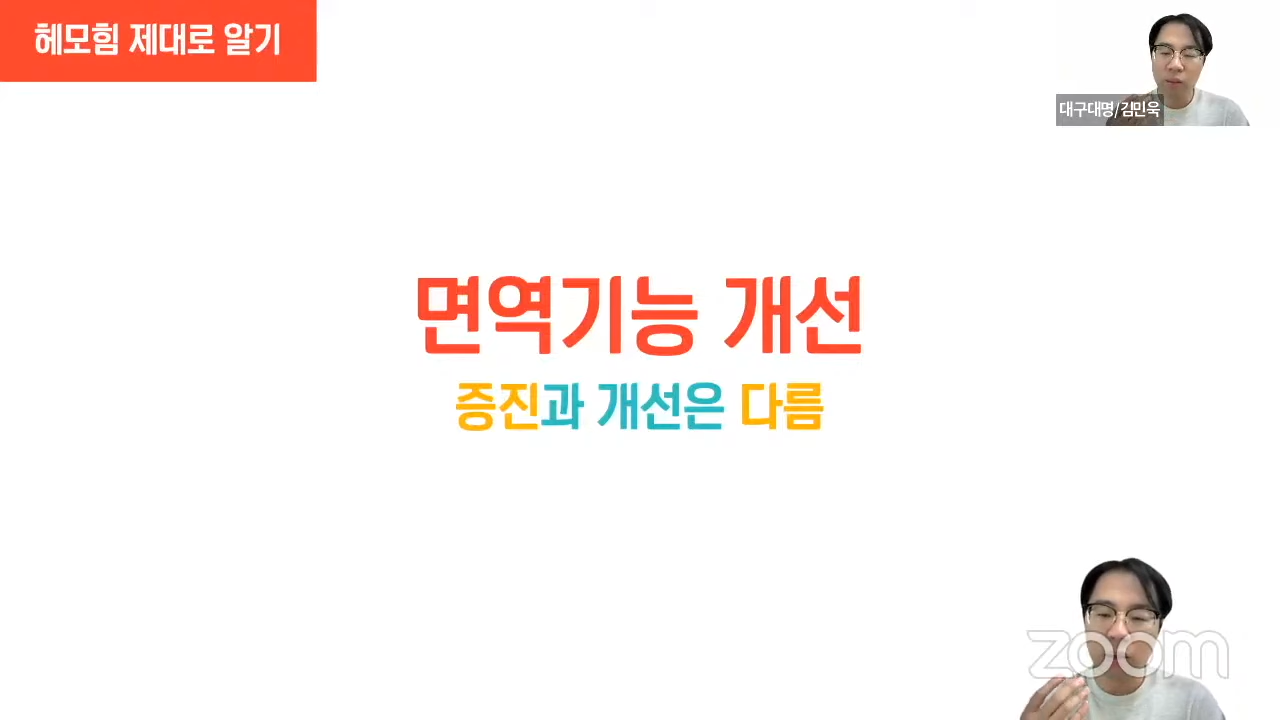 헤모힘 제대로 알기
대구대명/김민욱
면역기능 개선
증진과 개선은 다름
zoom